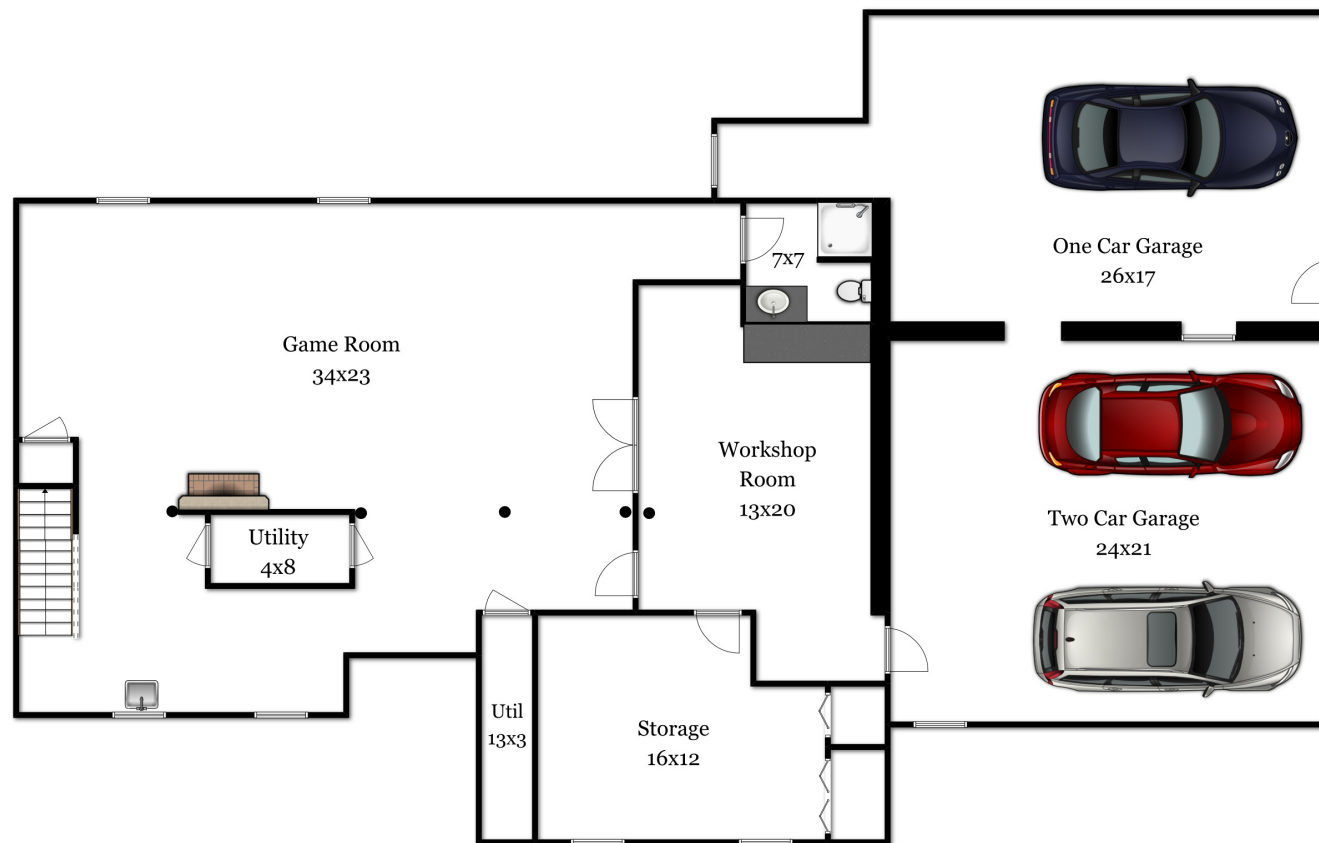 One Car Garage
26x17
7x7
Game Room
34x23
Workshop
Room
13x20
Two Car Garage
24x21
Utility
4x8
Util
13x3
Storage
16x12